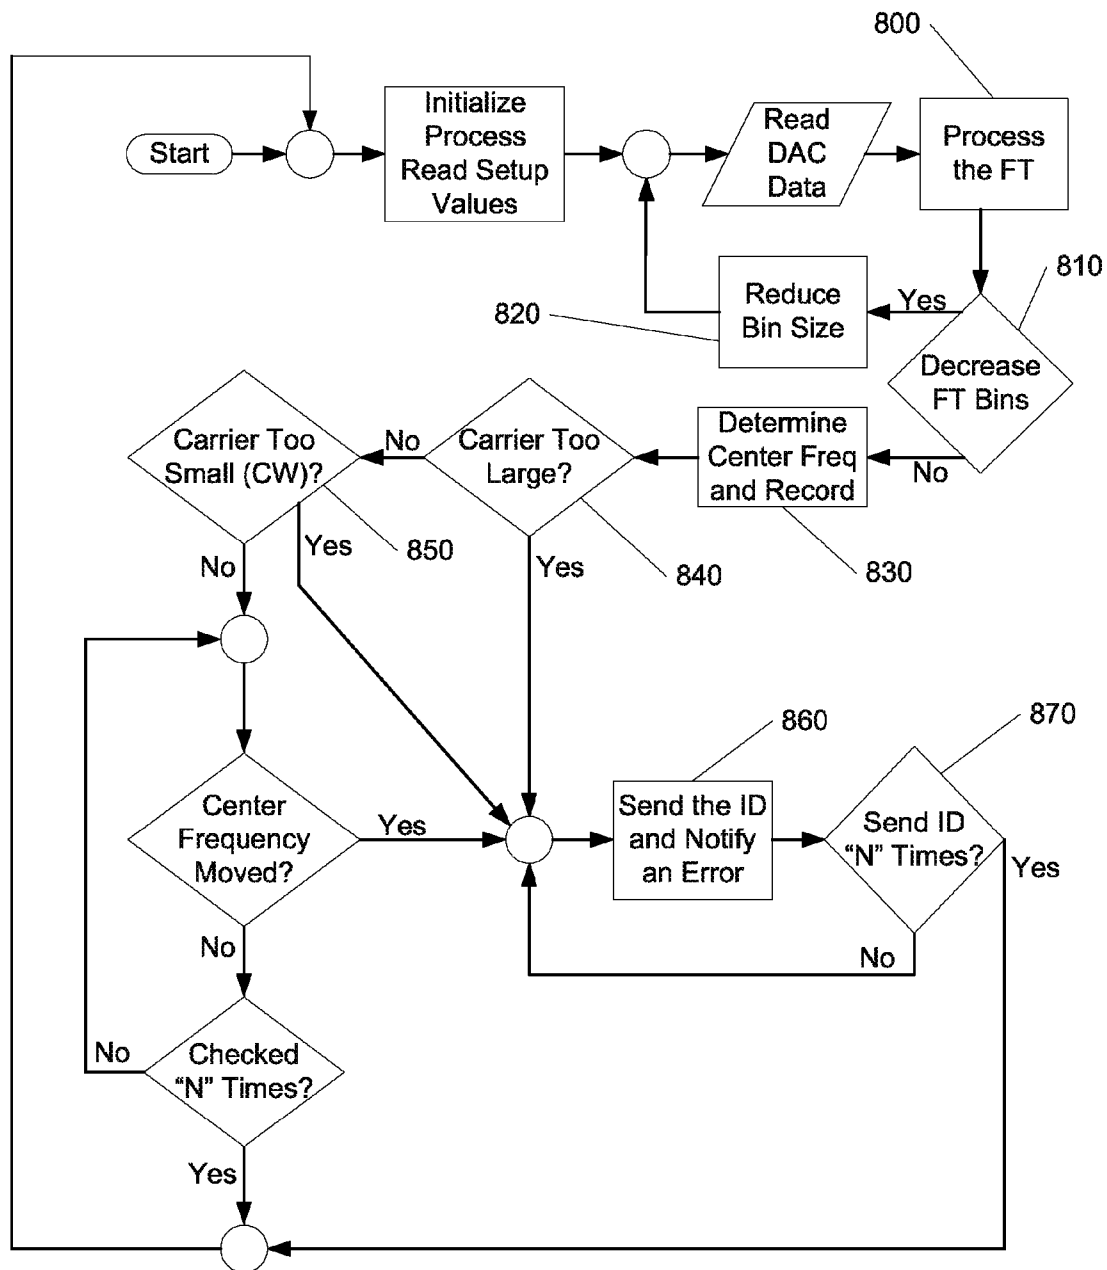 800
Start
Initialize
Process
Read Setup
Values
Read
DAC
Data
Process
the FT
810
Yes
Reduce
Bin Size
820
Decrease
FT Bins
No
Determine
Center Freq
and Record
830
Carrier Too
Large?
840
Yes
No
Carrier Too
Small (CW)?
850
Yes
No
Center
Frequency
Moved?
Yes
No
860
Send the ID
and Notify
an Error
870
Send ID
“N” Times?
Yes
No
Checked
“N” Times?
No
Yes